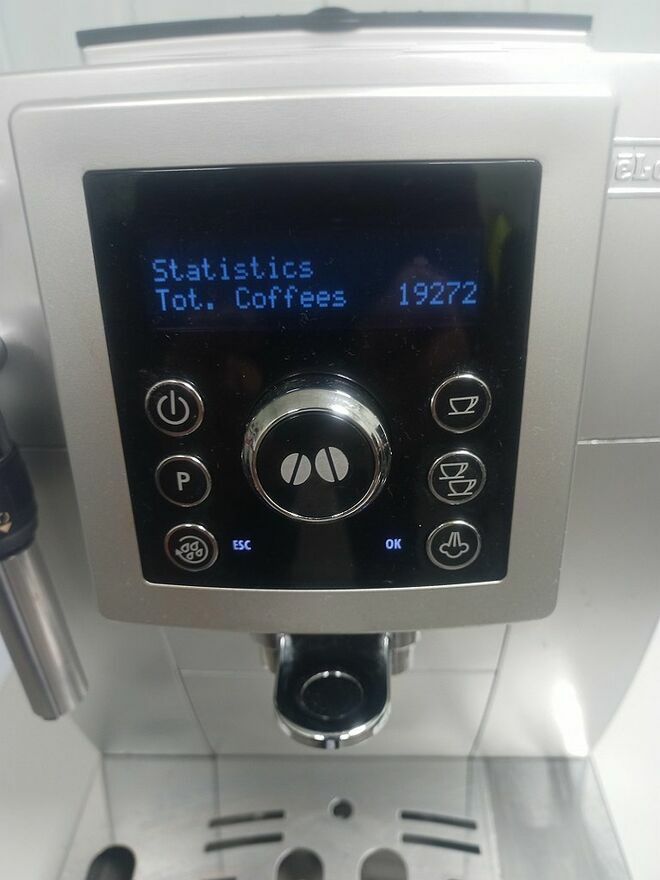 Statistics
Tot. Coffees 19272
P
ESC
OK